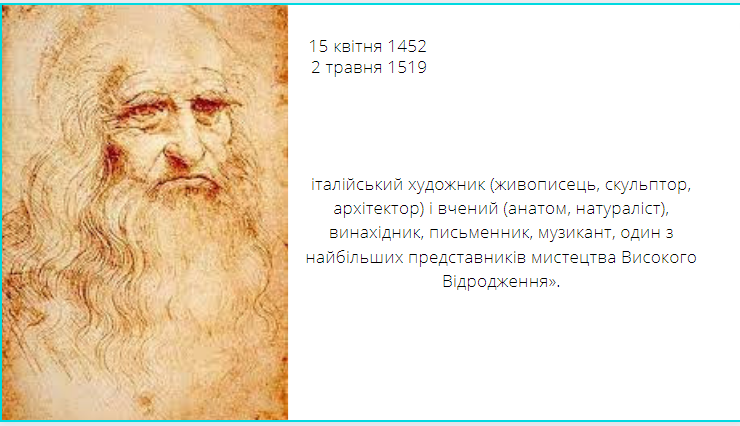 15 квітня 1452
2 травня 1519
італійський художник (живописець, скульптор,
архітектор) і вчений (анатом, натураліст),
винахідник, письменник, музикант, один з
найбільших представників мистецтва Високого
Відродження».